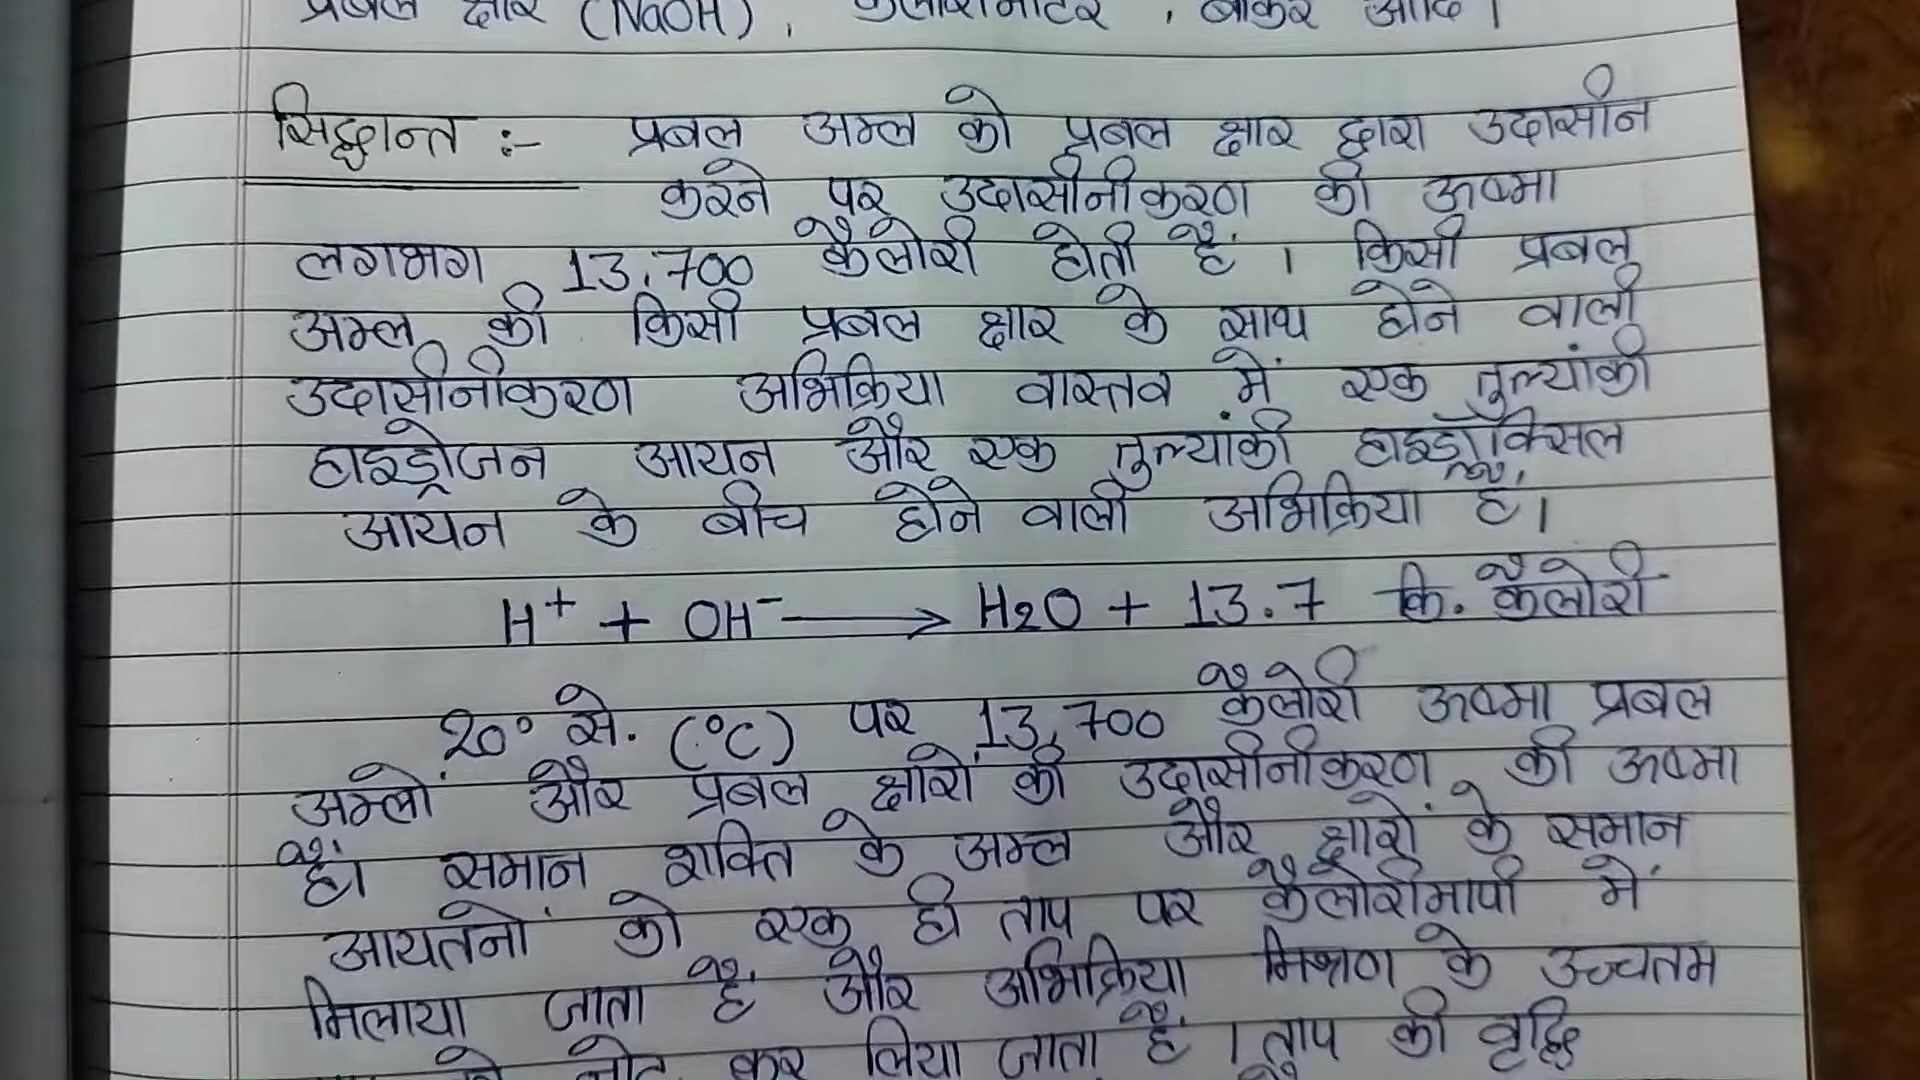 प्रबल क्षार (NaOH), कैलोरीमीटर, बीकर आदि।
सिद्धान्त :- प्रबल अम्ल को प्रबल क्षार द्वारा उदासीन
करने पर उदासीनीकरण की ऊष्मा
लगभग 13,700 कैलोरी होती है। किसी प्रबल
अम्ल की किसी प्रबल क्षार के साथ होने वाली
उदासीनीकरण अभिक्रिया वास्तव में एक तुल्यांकी
हाइड्रोजन आयन और एक तुल्यांकी हाइड्रॉक्सिल
आयन के बीच होने वाली अभिक्रिया है।
H⁺ + OH⁻ ⟶ H2O + 13.7 कि. कैलोरी
20° से. (°C) पर 13,700 कैलोरी ऊष्मा प्रबल
अम्लों और प्रबल क्षारों की उदासीनीकरण की ऊष्मा
है। समान शक्ति के अम्ल और क्षारों के समान
आयतनों को एक ही ताप पर कैलोरीमापी में
मिलाया जाता है और अभिक्रिया मिश्रण के उच्चतम
को नोट कर लिया जाता है। ताप की वृद्धि